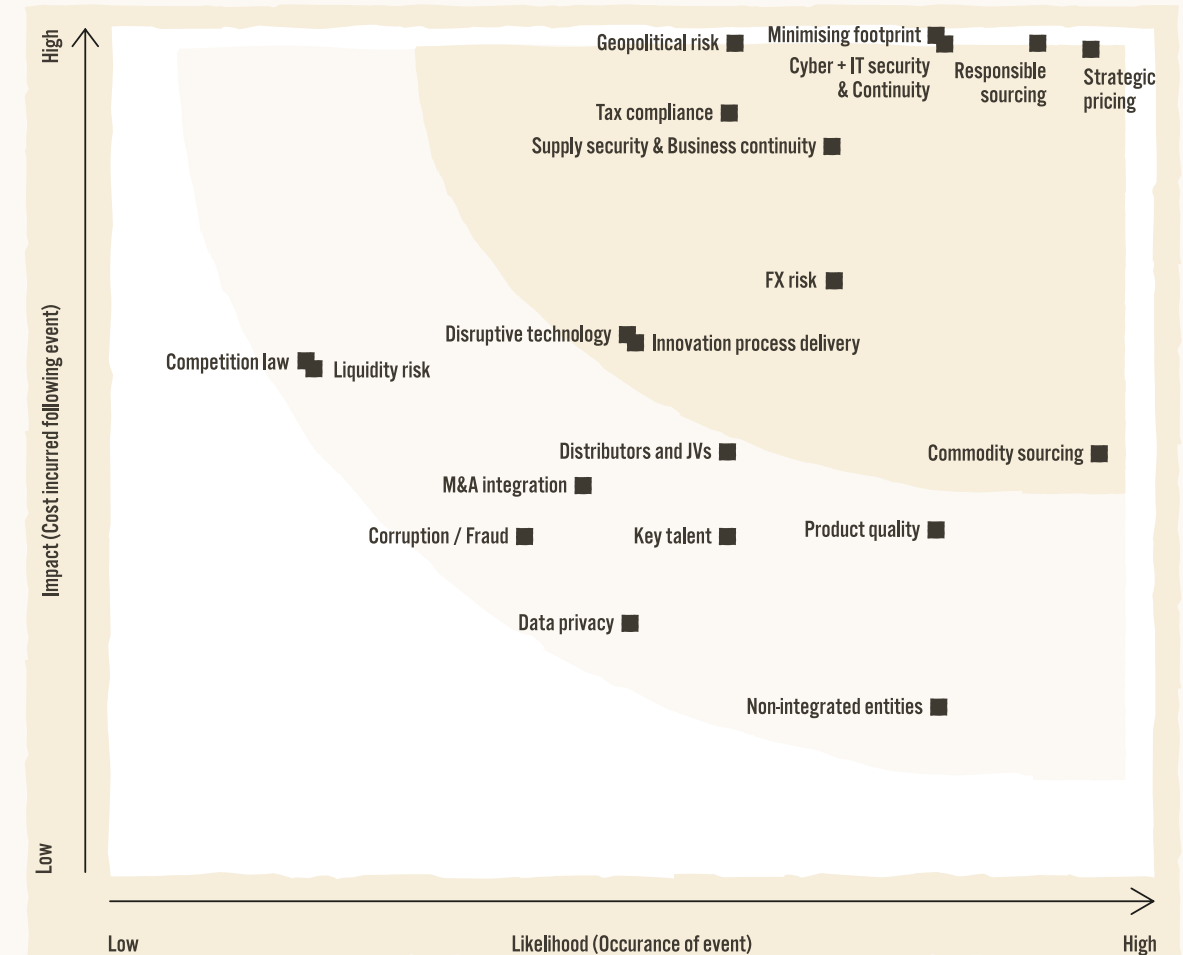 High
Geopolitical risk
Minimising footprint
Cyber + IT security
& Continuity
Responsible
sourcing
Strategic
pricing
Tax compliance
Supply security & Business continuity
FX risk
Disruptive technology
Innovation process delivery
Competition law
Liquidity risk
Impact (Cost incurred following event)
Distributors and JVs
Commodity sourcing
M&A integration
Corruption / Fraud
Key talent
Product quality
Data privacy
Non-integrated entities
Low
Low
Likelihood (Occurance of event)
High